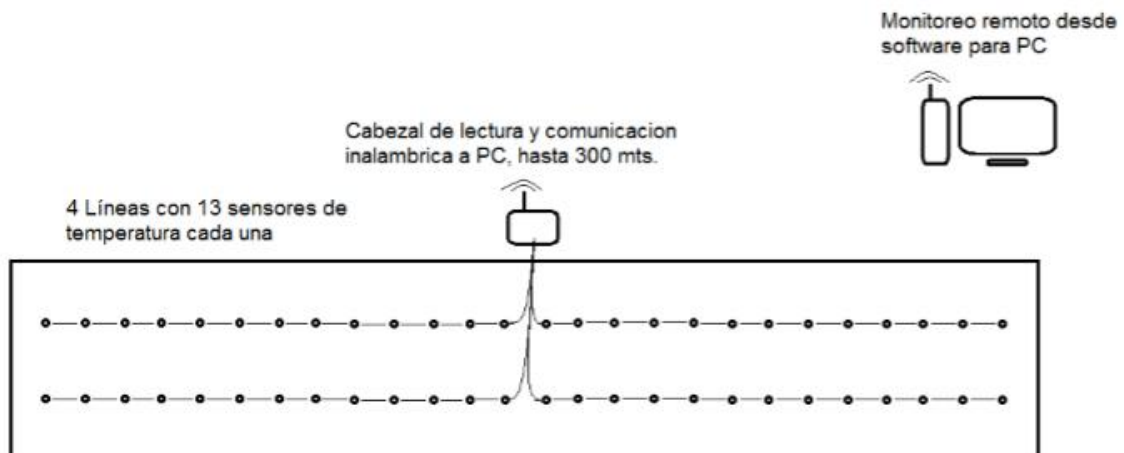 Monitoreo remoto desde
software para PC
Cabezal de lectura y comunicacion
inalambrica a PC, hasta 300 mts.
4 Líneas con 13 sensores de
temperatura cada una